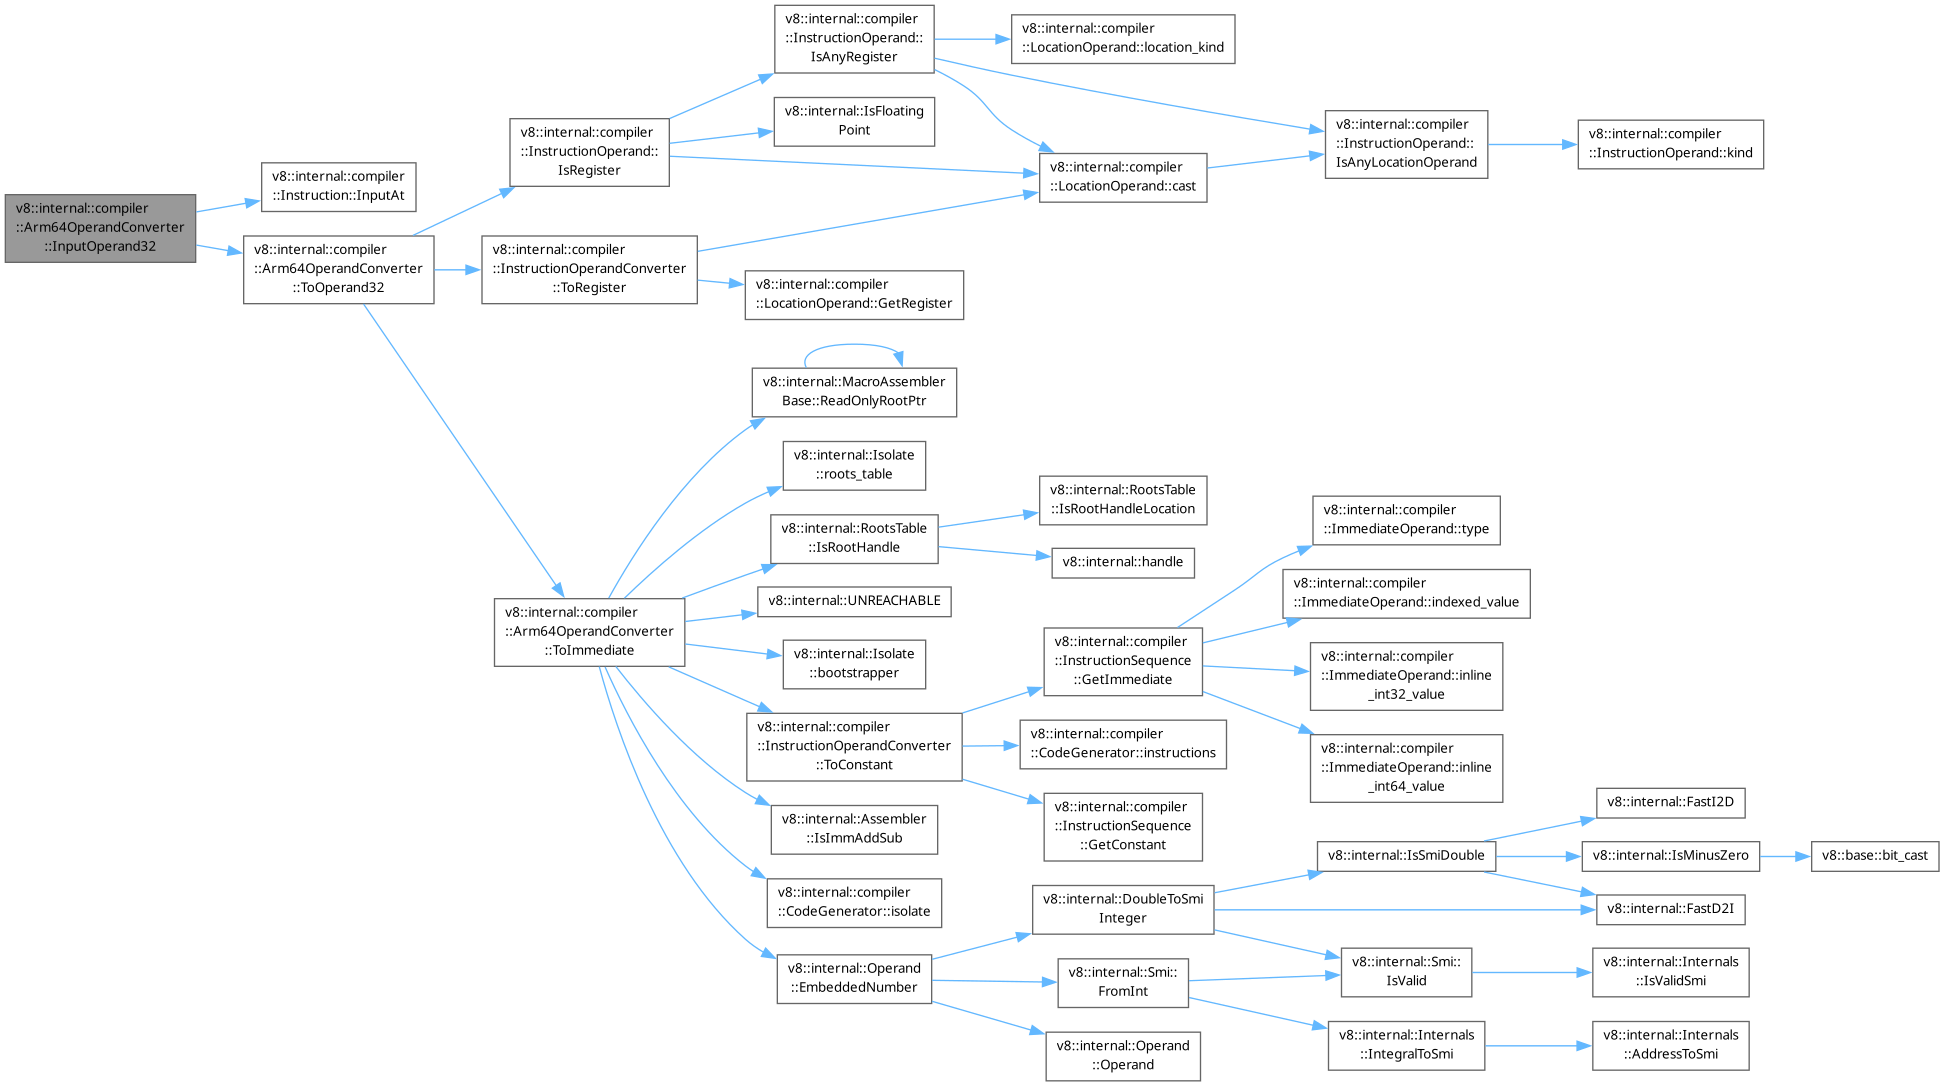 v8::internal::compiler
::Arm64OperandConverter
::InputOperand32
v8::internal::compiler
::Instruction::InputAt
v8::internal::compiler
::Arm64OperandConverter
::ToOperand32
v8::internal::compiler
::InstructionOperand::
IsRegister
v8::internal::compiler
::InstructionOperandConverter
::ToRegister
v8::internal::compiler
::Arm64OperandConverter
::ToImmediate
v8::internal::compiler
::InstructionOperand::
IsAnyRegister
v8::internal::IsFloating
Point
v8::internal::compiler
::LocationOperand::GetRegister
v8::internal::MacroAssembler
Base::ReadOnlyRootPtr
v8::internal::Isolate
::roots_table
v8::internal::RootsTable
::IsRootHandle
v8::internal::UNREACHABLE
v8::internal::Isolate
::bootstrapper
v8::internal::compiler
::InstructionOperandConverter
::ToConstant
v8::internal::Assembler
::IsImmAddSub
v8::internal::compiler
::CodeGenerator::isolate
v8::internal::Operand
::EmbeddedNumber
v8::internal::compiler
::LocationOperand::location_kind
v8::internal::compiler
::LocationOperand::cast
v8::internal::RootsTable
::IsRootHandleLocation
v8::internal::handle
v8::internal::compiler
::InstructionSequence
::GetImmediate
v8::internal::compiler
::CodeGenerator::instructions
v8::internal::compiler
::InstructionSequence
::GetConstant
v8::internal::DoubleToSmi
Integer
v8::internal::Smi::
FromInt
v8::internal::Operand
::Operand
v8::internal::compiler
::InstructionOperand::
IsAnyLocationOperand
v8::internal::compiler
::ImmediateOperand::type
v8::internal::compiler
::ImmediateOperand::indexed_value
v8::internal::compiler
::ImmediateOperand::inline
_int32_value
v8::internal::compiler
::ImmediateOperand::inline
_int64_value
v8::internal::IsSmiDouble
v8::internal::Smi::
IsValid
v8::internal::Internals
::IntegralToSmi
v8::internal::compiler
::InstructionOperand::kind
v8::internal::FastI2D
v8::internal::IsMinusZero
v8::internal::FastD2I
v8::internal::Internals
::IsValidSmi
v8::internal::Internals
::AddressToSmi
v8::base::bit_cast